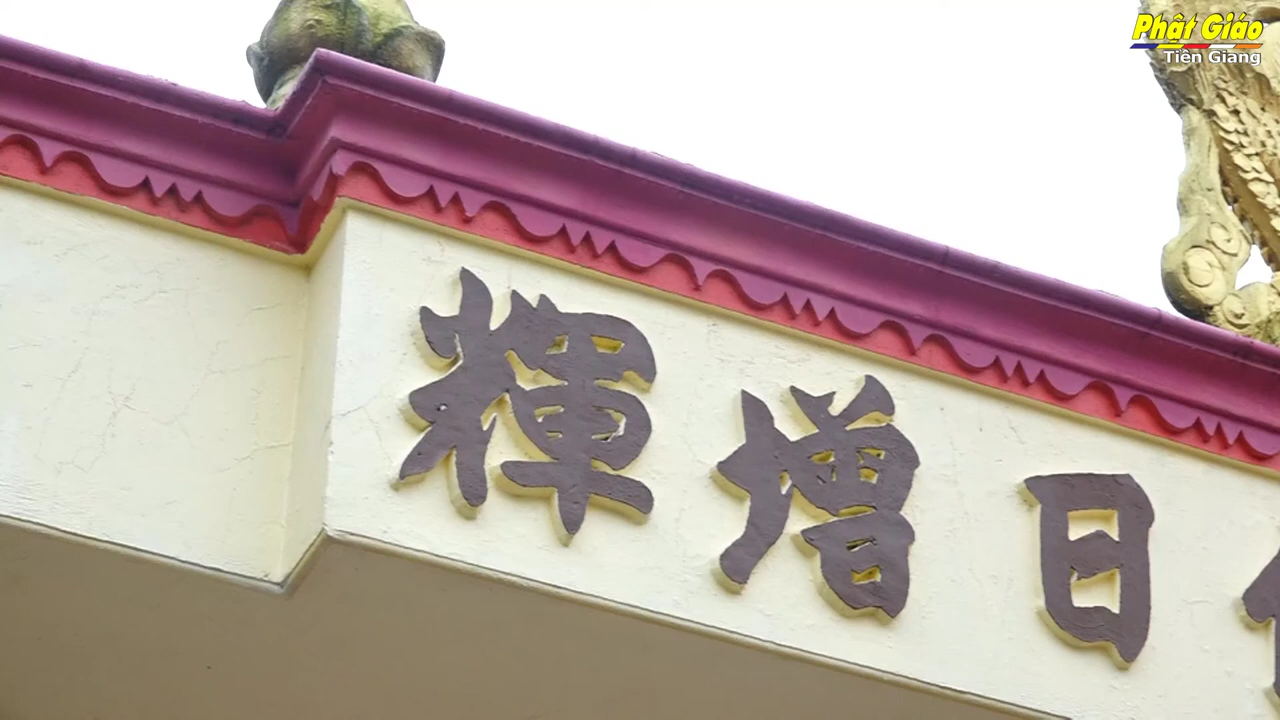 Phật Giáo
Tiền Giang
輝增日